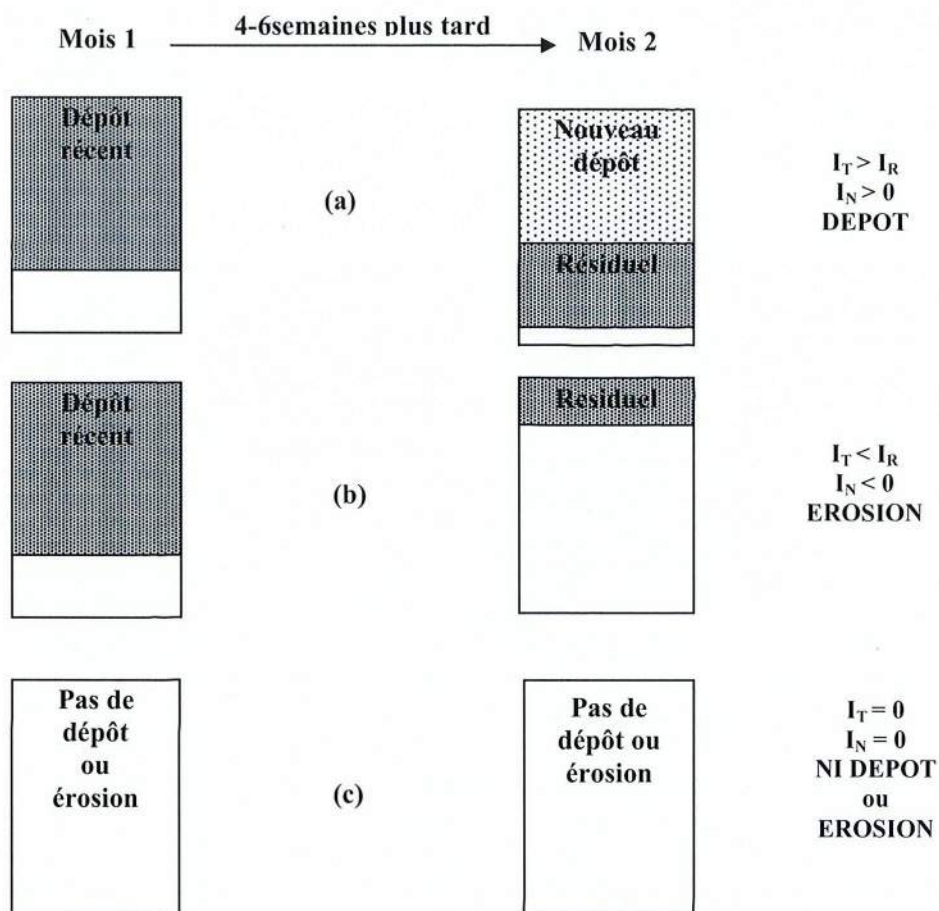 Mois 1
4-6semaines plus tard
Mois 2
Dépôt
récent
(a)
Nouveau
dépôt
Résiduel
I_T > I_R
I_N > 0
DEPOT
Dépôt
récent
(b)
Residuel
I_T < I_R
I_N < 0
EROSION
Pas de
dépôt
ou
érosion
(c)
Pas de
dépôt ou
érosion
I_T = 0
I_N = 0
NI DEPOT
ou
EROSION